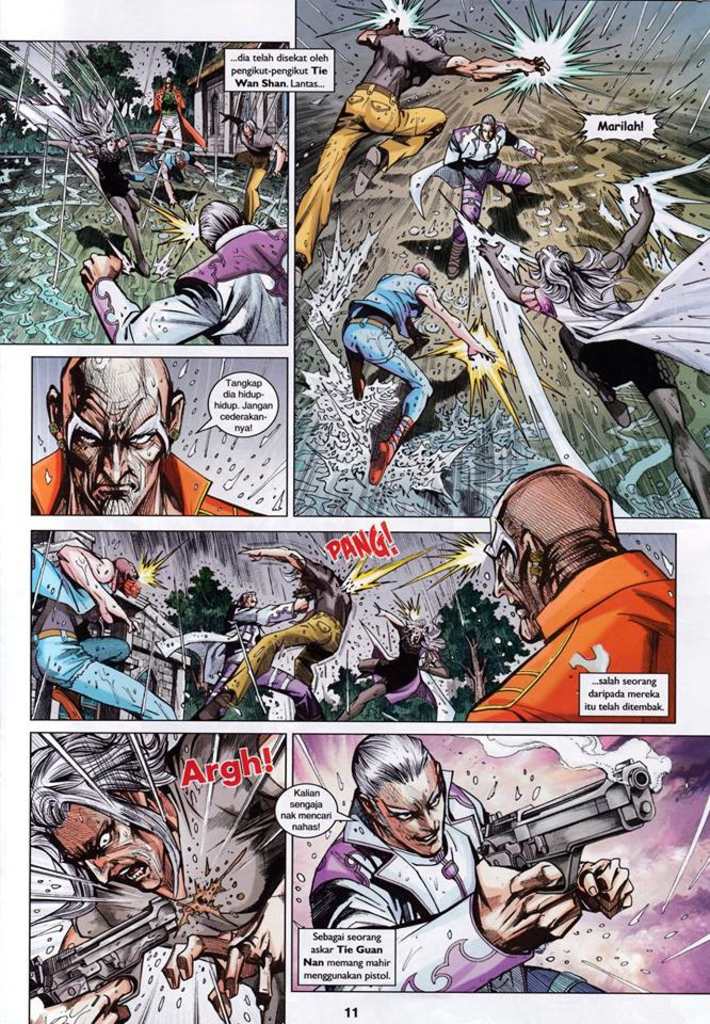 ...dia telah disekat oleh
pengikut-pengikut Tie
Wan Shan. Lantas...
Marilah!
Tangkap
dia hidup-
hidup. Jangan
cederakan-
nya!
PANG!
...salah seorang
daripada mereka
itu telah ditembak.
Argh!
Kalian
sengaja
nak mencari
nahas!
Sebagai seorang
askar Tie Guan
Nan memang mahir
menggunakan pistol.
11